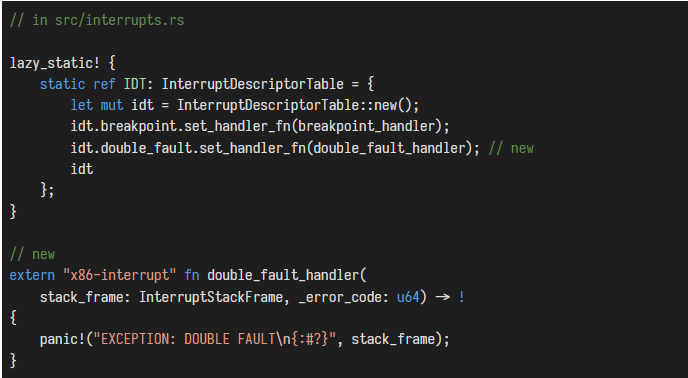 // in src/interrupts.rs
lazy_static! {
    static ref IDT: InterruptDescriptorTable = {
        let mut idt = InterruptDescriptorTable::new();
        idt.breakpoint.set_handler_fn(breakpoint_handler);
        idt.double_fault.set_handler_fn(double_fault_handler); // new
        idt
    };
}
// new
extern "x86-interrupt" fn double_fault_handler(
    stack_frame: InterruptStackFrame, _error_code: u64) -> !
{
    panic!("EXCEPTION: DOUBLE FAULT\n{:#?}", stack_frame);
}